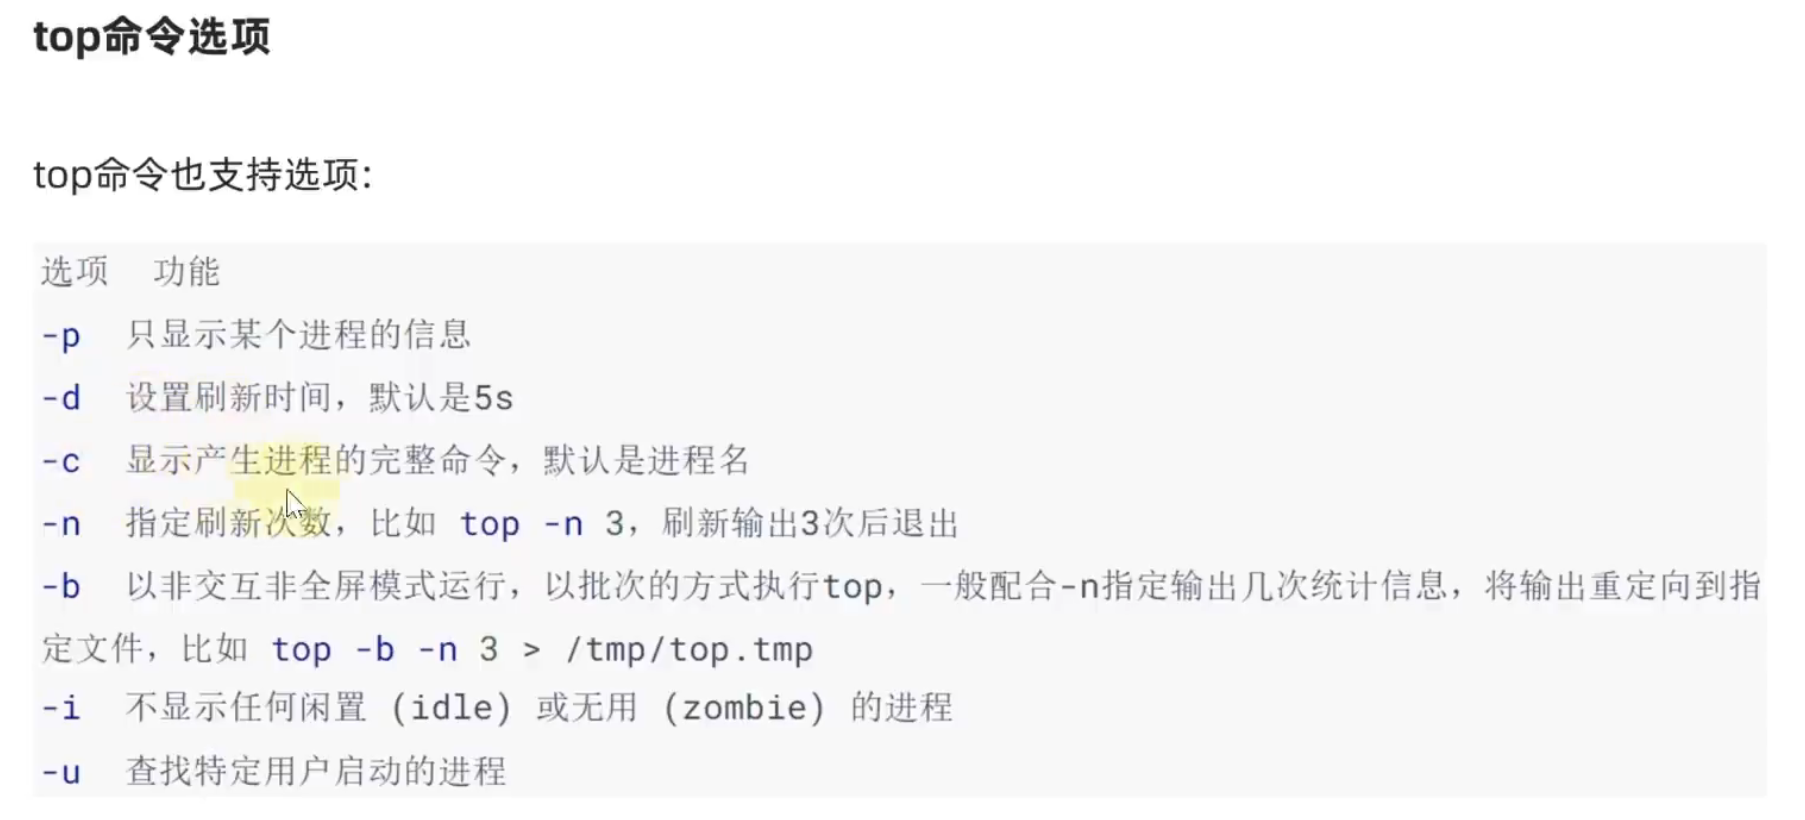 top命令选项
top命令也支持选项:
选项 功能
-p 只显示某个进程的信息
-d 设置刷新时间，默认是5s
-c 显示产生进程的完整命令，默认是进程名
-n 指定刷新次数，比如 top -n 3，刷新输出3次后退出
-b 以非交互非全屏模式运行，以批次的方式执行top，一般配合-n指定输出几次统计信息，将输出重定向到指
定文件，比如 top -b -n 3 > /tmp/top.tmp
-i 不显示任何闲置 (idle) 或无用 (zombie) 的进程
-u 查找特定用户启动的进程